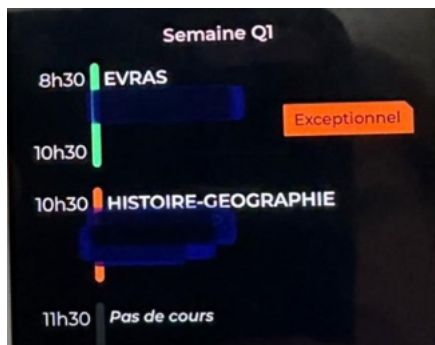 Semaine Q1
8h30 EVRAS
Exceptionnel
10h30
10h30 HISTOIRE-GEOGRAPHIE
11h30 Pas de cours